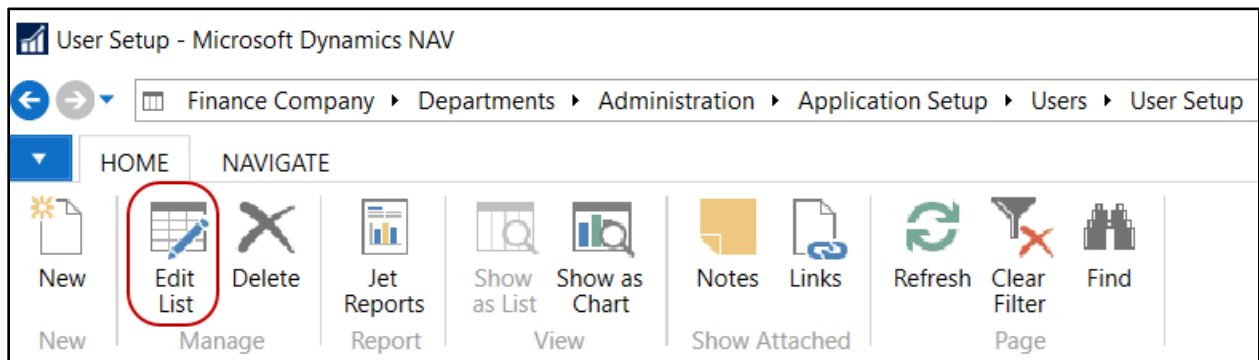 User Setup - Microsoft Dynamics NAV
Finance Company ▸ Departments ▸ Administration ▸ Application Setup ▸ Users ▸ User Setup
HOME NAVIGATE
New Edit List Delete Jet Reports Show as List Show as Chart Notes Links Refresh Clear Filter Find
New Manage Report View Show Attached Page